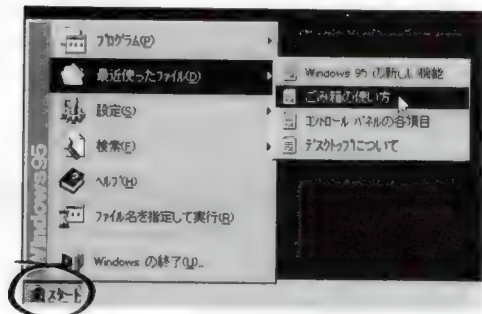 プログラム(P)
最近使ったファイル(D)
設定(S)
検索(F)
ヘルプ(H)
ファイル名を指定して実行(R)
Windows の終了(U)...
Windows95
スタート
Windows 95 の新しい機能
ごみ箱の使い方
コントロール パネルの各項目
デスクトップについて